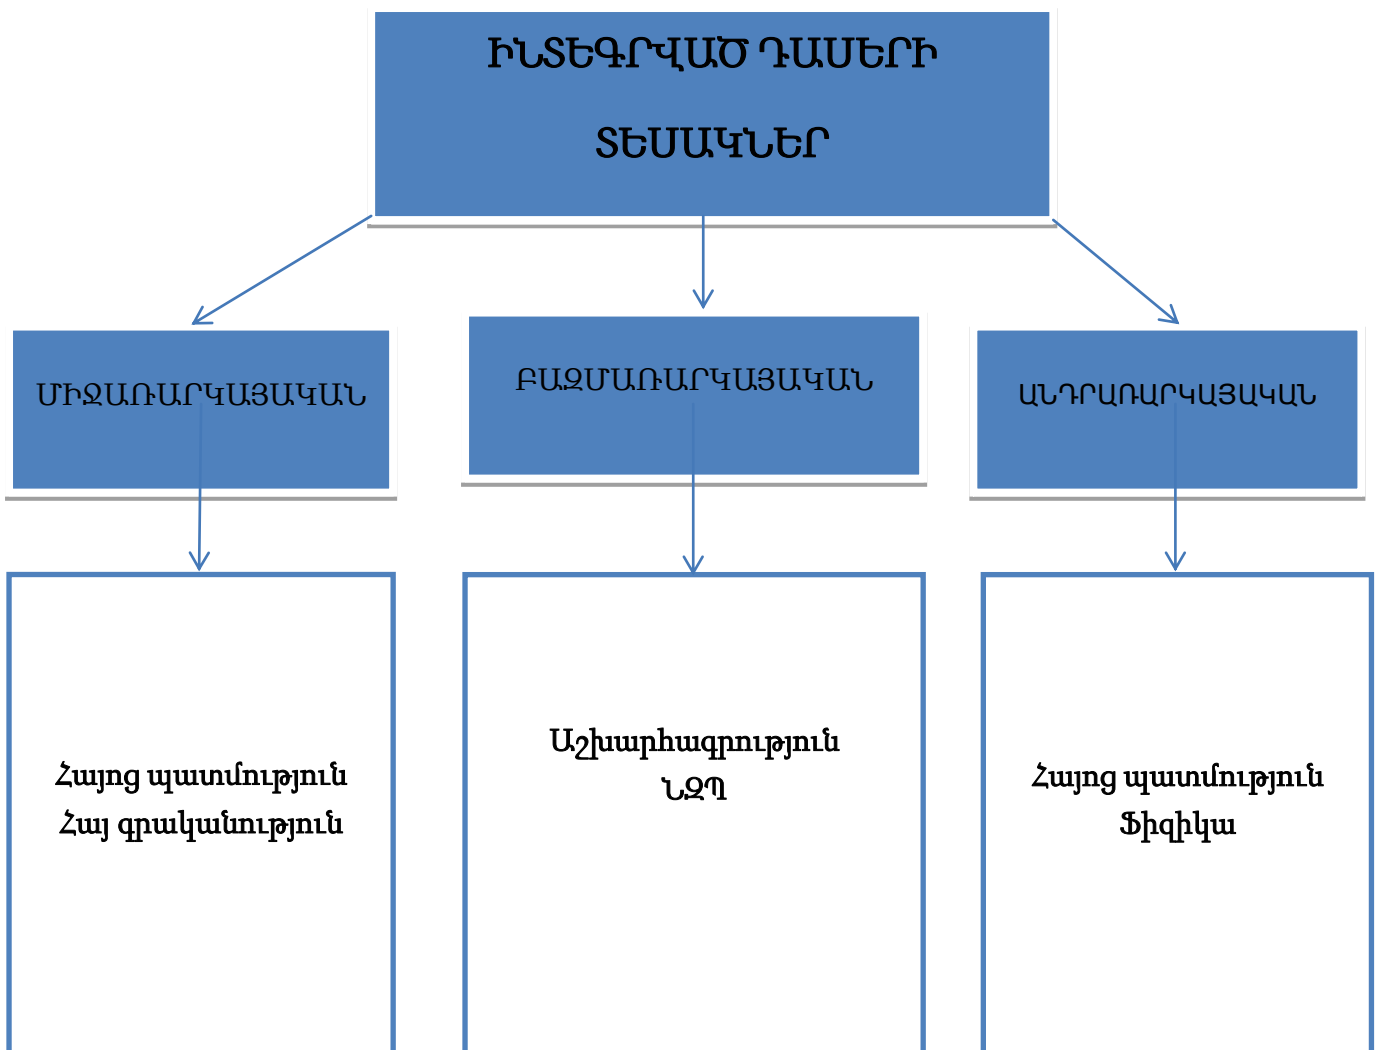 ԻՆՏԵԳՐՎԱԾ ԴԱՍԵՐԻ
ՏԵՍԱԿՆԵՐ
ՄԻՋԱՌԱՐԿԱՅԱԿԱՆ
ԲԱԶՄԱՌԱՐԿԱՅԱԿԱՆ
ԱՆԴՐԱՌԱՐԿԱՅԱԿԱՆ
Հայոց պատմություն
Հայ գրականություն
Աշխարհագրություն
ՆԶՊ
Հայոց պատմություն
Ֆիզիկա